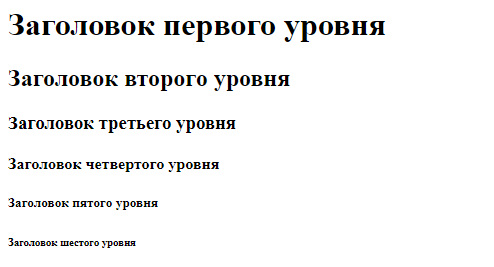 Заголовок первого уровня
Заголовок второго уровня
Заголовок третьего уровня
Заголовок четвертого уровня
Заголовок пятого уровня
Заголовок шестого уровня